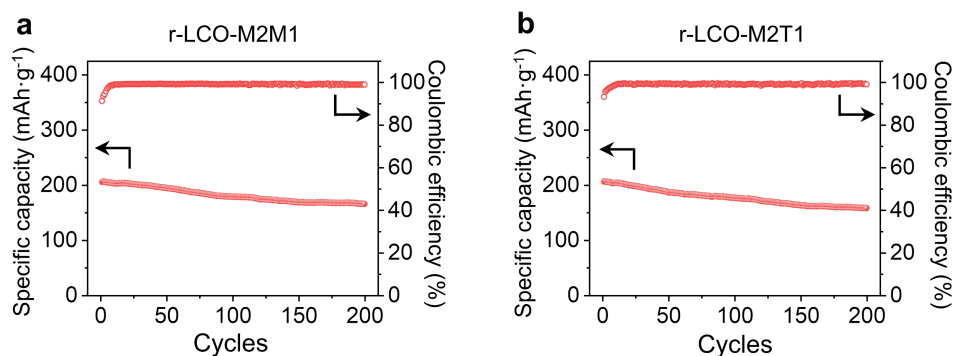 a
r-LCO-M2M1
Specific capacity (mAh·g⁻¹)
400
300
200
100
0
100
80
60
40
20
0
Coulombic efficiency (%)
0 50 100 150 200
Cycles
b
r-LCO-M2T1
Specific capacity (mAh·g⁻¹)
400
300
200
100
0
100
80
60
40
20
0
Coulombic efficiency (%)
0 50 100 150 200
Cycles